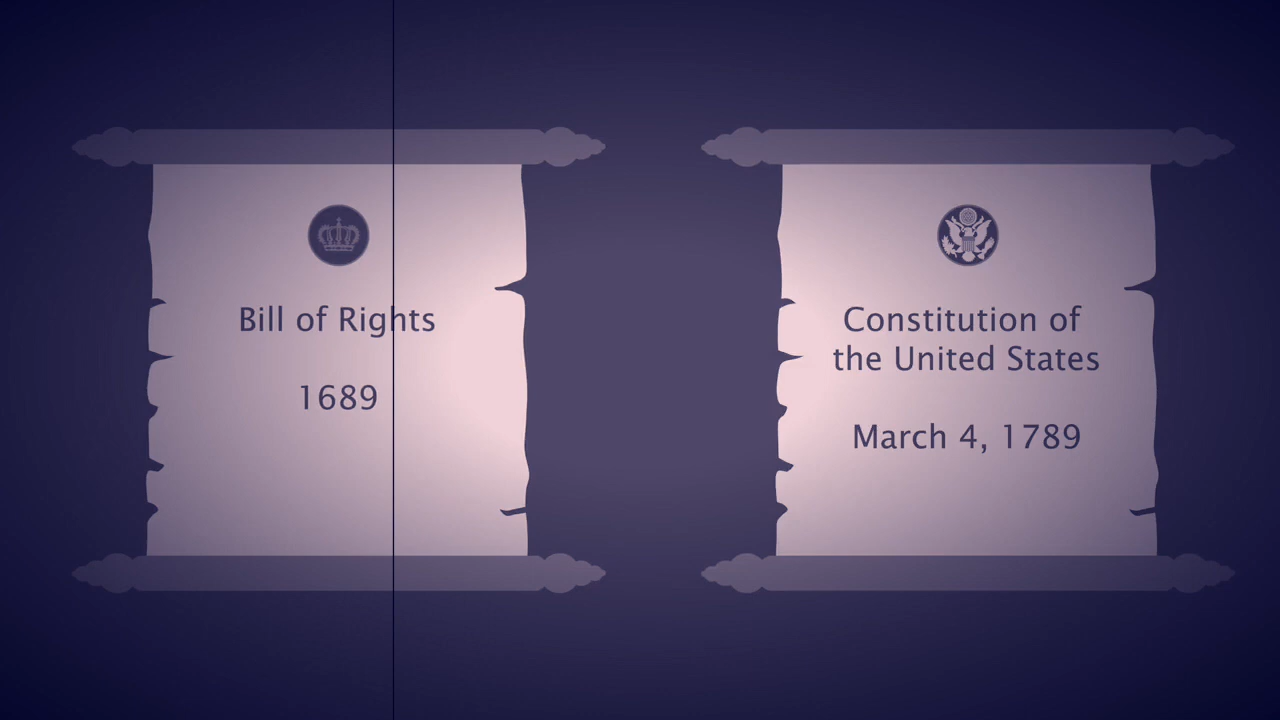 Bill of Rights
1689
Constitution of
the United States
March 4, 1789